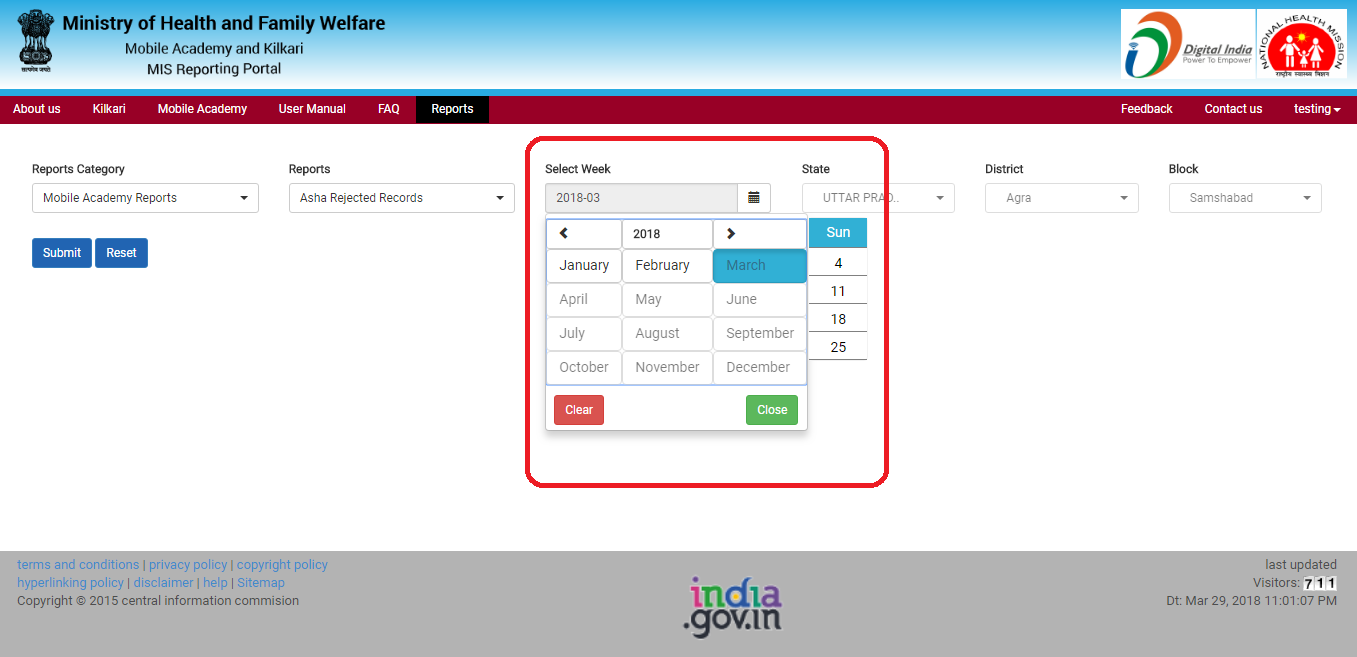 Ministry of Health and Family Welfare
Mobile Academy and Kilkari
MIS Reporting Portal
सत्यमेव जयते
Digital India
Power To Empower
NATIONAL HEALTH MISSION
राष्ट्रीय स्वास्थ्य मिशन
About us Kilkari Mobile Academy User Manual FAQ Reports Feedback Contact us testing
Reports Category Reports Select Week State District Block
Mobile Academy Reports Asha Rejected Records 2018-03 UTTAR PRAD.. Agra Samshabad
Submit Reset
2018 Sun
January February March 4
April May June 11
July August September 18
October November December 25
Clear Close
terms and conditions | privacy policy | copyright policy
hyperlinking policy | disclaimer | help | Sitemap
Copyright © 2015 central information commision
india
.gov.in
last updated
Visitors: 711
Dt: Mar 29, 2018 11:01:07 PM